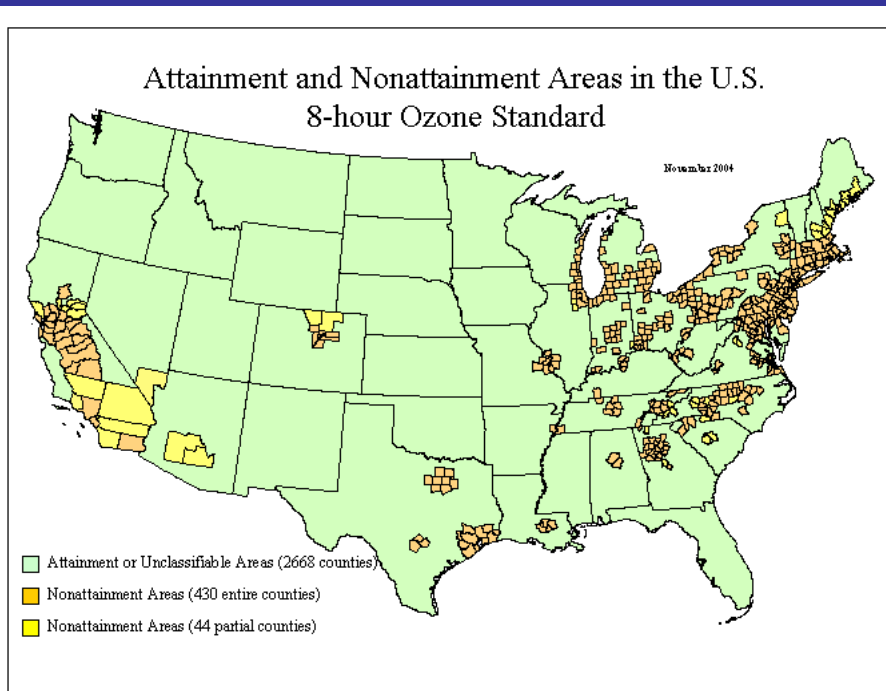 Attainment and Nonattainment Areas in the U.S.
8-hour Ozone Standard
November 2004
Attainment or Unclassifiable Areas (2668 counties)
Nonattainment Areas (430 entire counties)
Nonattainment Areas (44 partial counties)